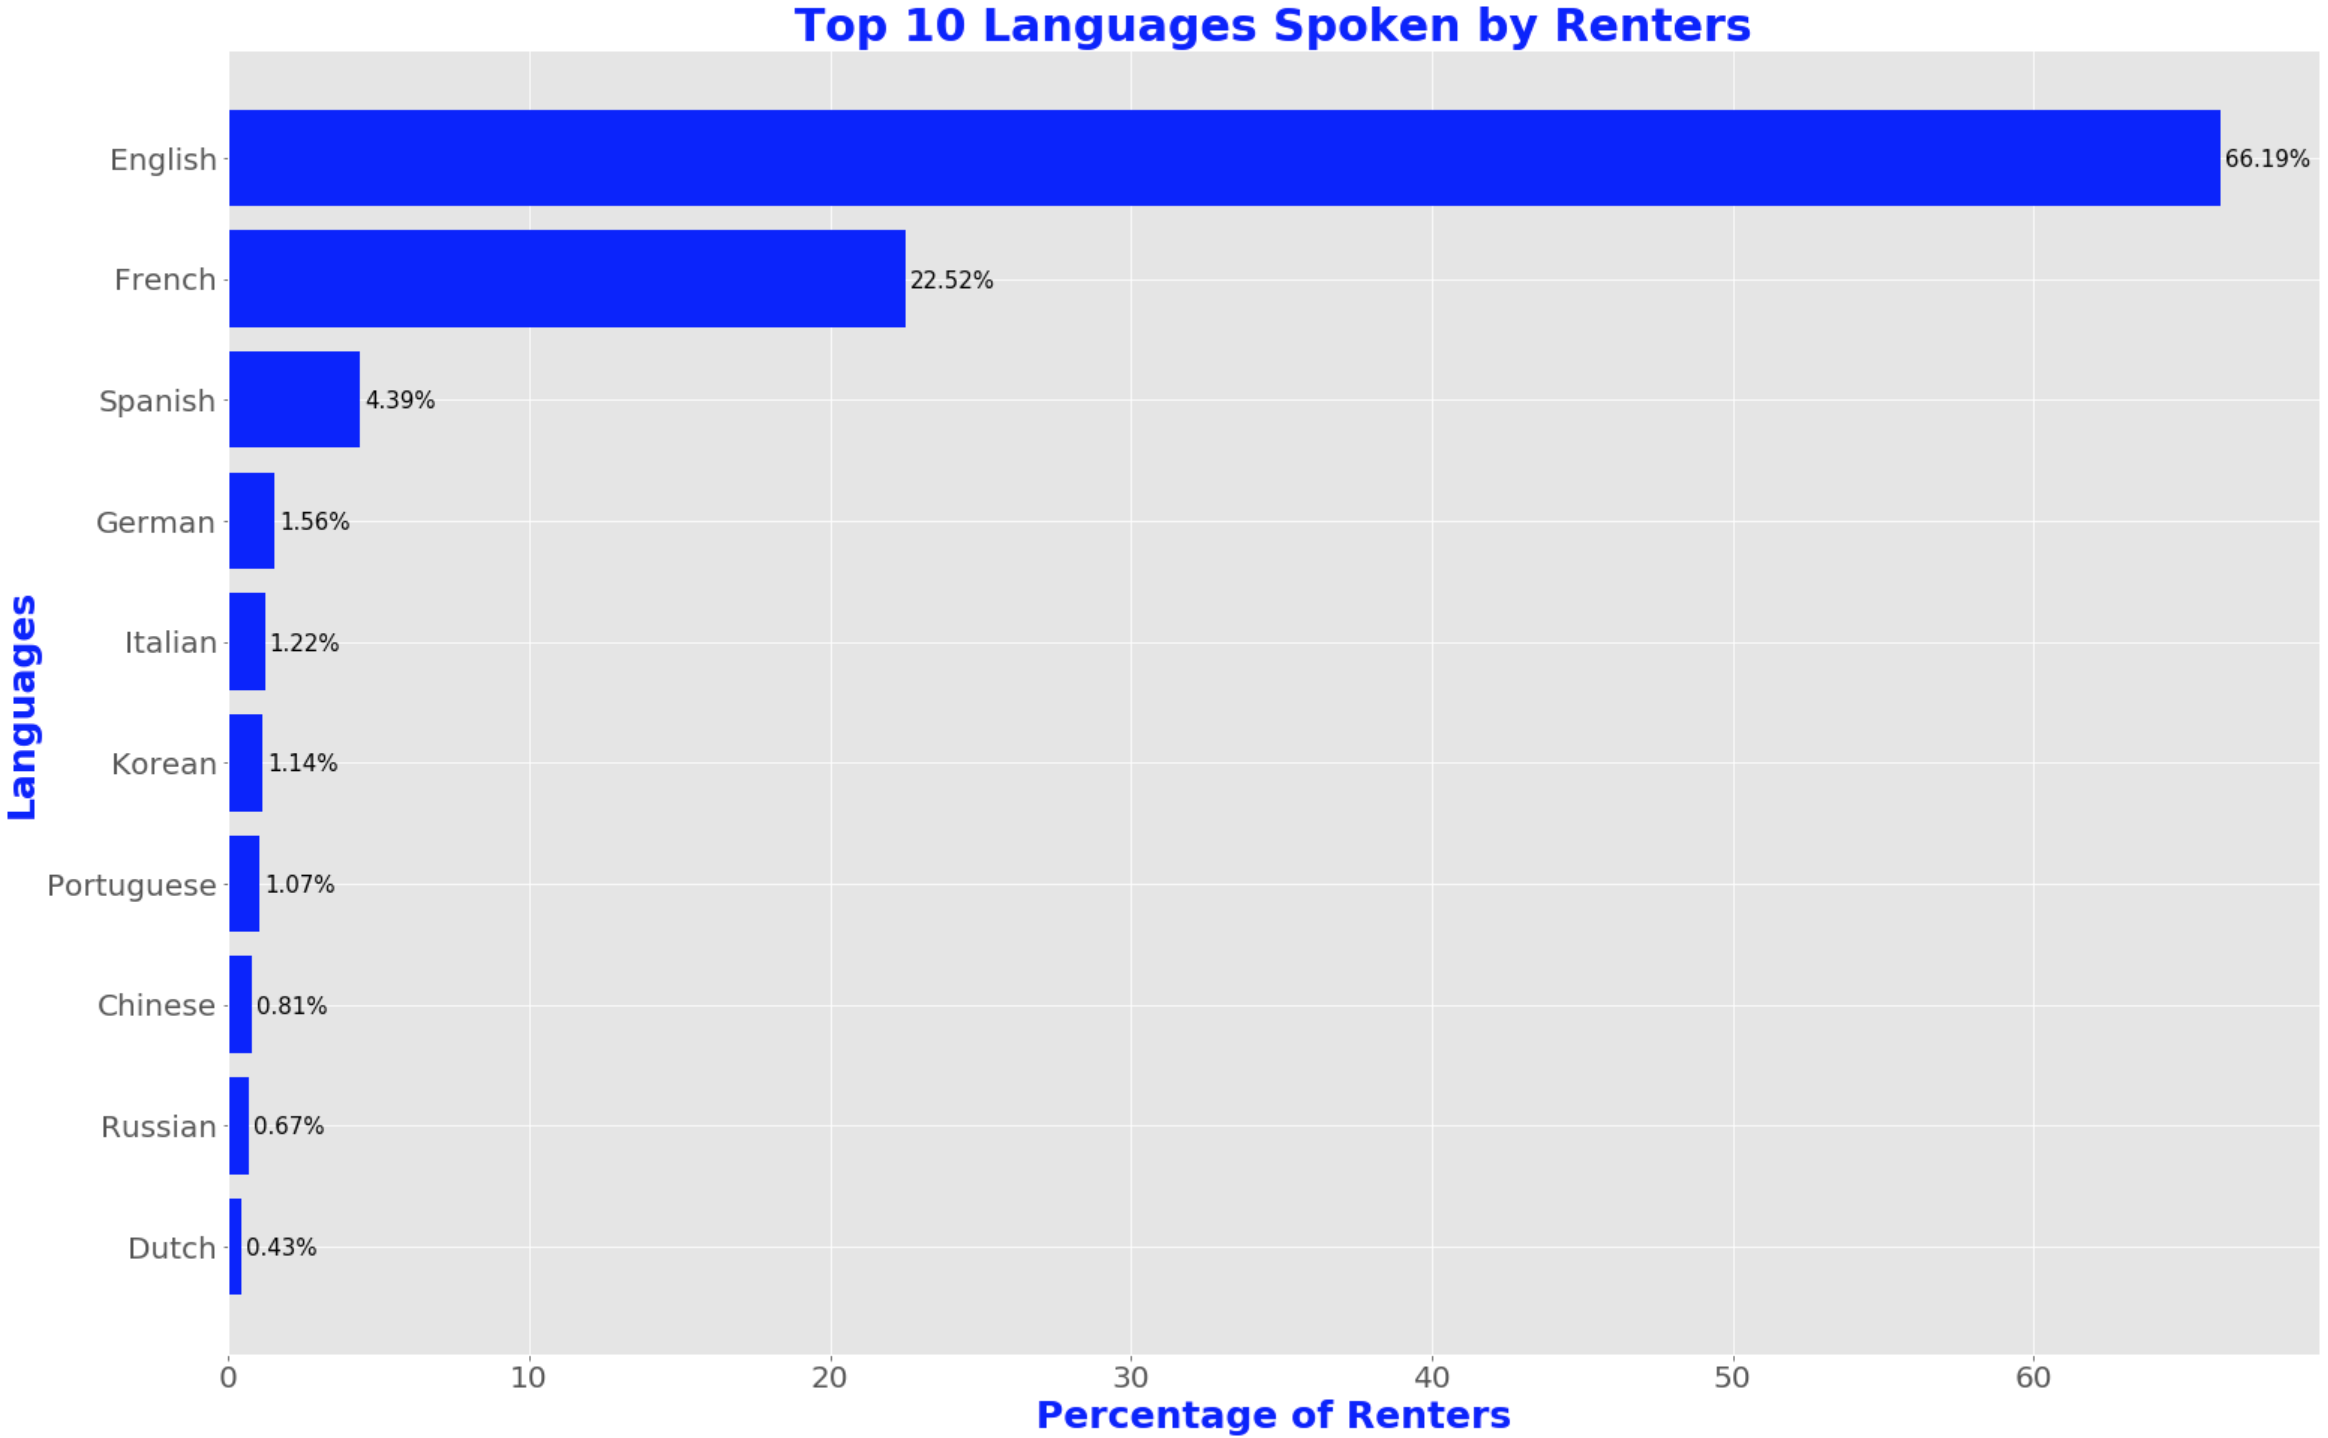 Top 10 Languages Spoken by Renters
Languages
English 66.19%
French 22.52%
Spanish 4.39%
German 1.56%
Italian 1.22%
Korean 1.14%
Portuguese 1.07%
Chinese 0.81%
Russian 0.67%
Dutch 0.43%
0 10 20 30 40 50 60
Percentage of Renters